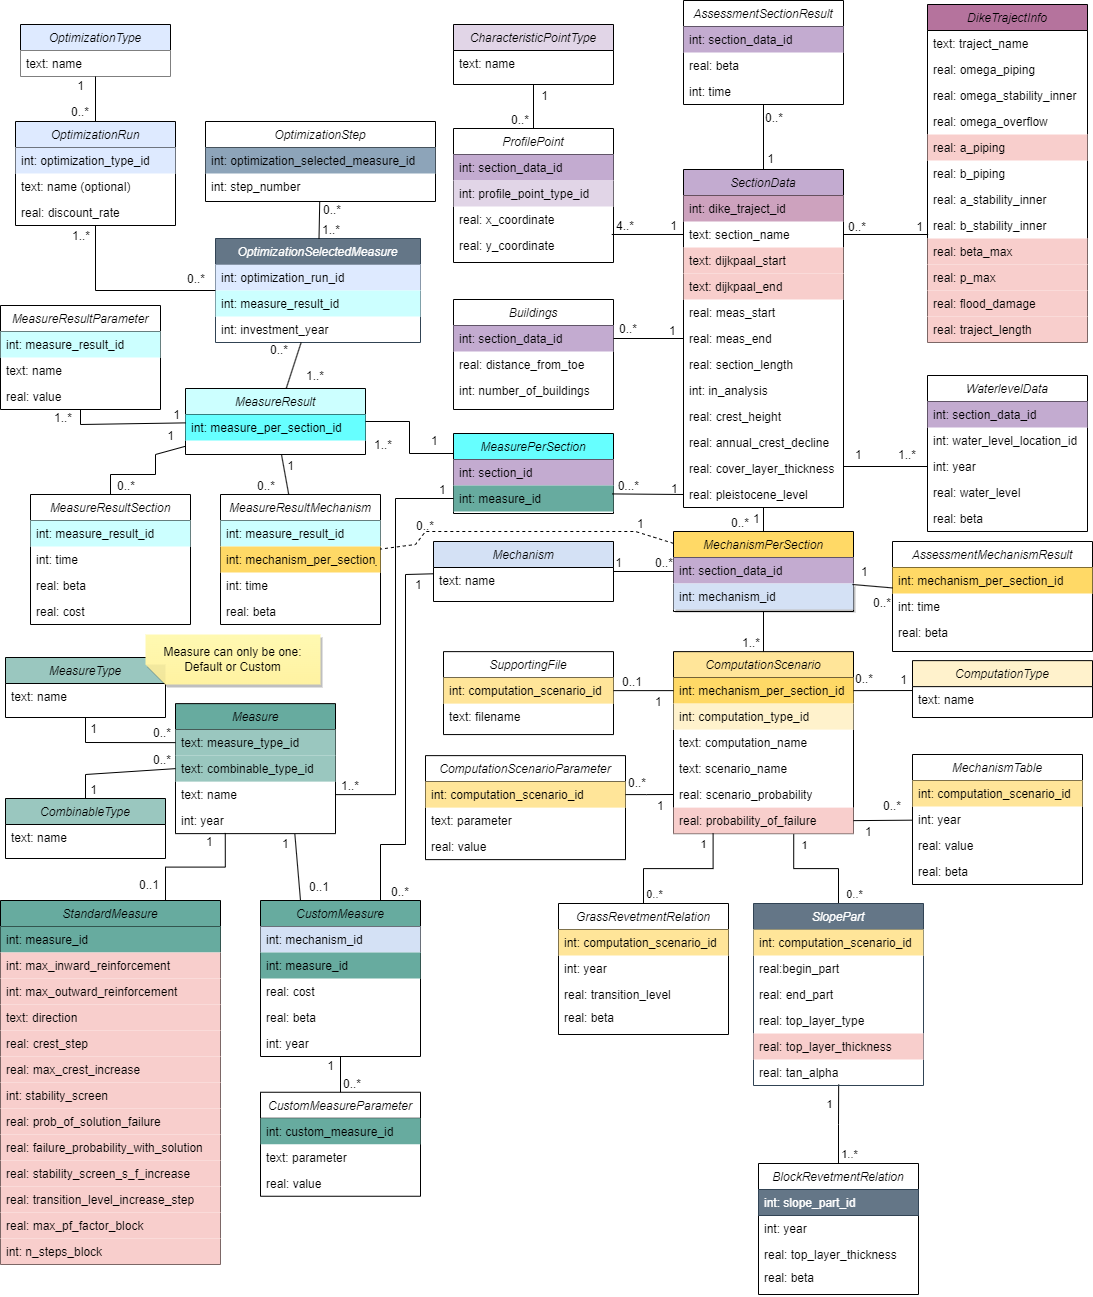 OptimizationType
text: name
1
0..*
OptimizationRun
int: optimization_type_id
text: name (optional)
real: discount_rate
1..*
0..*
OptimizationStep
int: optimization_selected_measure_id
int: step_number
0..*
1..*
OptimizationSelectedMeasure
int: optimization_run_id
int: measure_result_id
int: investment_year
0..*
1..*
MeasureResultParameter
int: measure_result_id
text: name
real: value
1..*
1
MeasureResult
int: measure_per_section_id
1
1
1..*
1
0..*
0..*
MeasureResultSection
int: measure_result_id
int: time
real: beta
real: cost
MeasureResultMechanism
int: measure_result_id
int: mechanism_per_section_
int: time
real: beta
0..*
1
CharacteristicPointType
text: name
1
0..*
ProfilePoint
int: section_data_id
int: profile_point_type_id
real: x_coordinate
real: y_coordinate
4..*
1
Buildings
int: section_data_id
real: distance_from_toe
int: number_of_buildings
0..*
1
MeasurePerSection
int: section_id
int: measure_id
0..*
1
1
AssessmentSectionResult
int: section_data_id
real: beta
int: time
0..*
1
SectionData
int: dike_traject_id
text: section_name
text: dijkpaal_start
text: dijkpaal_end
real: meas_start
real: meas_end
real: section_length
int: in_analysis
real: crest_height
real: annual_crest_decline
real: cover_layer_thickness
real: pleistocene_level
0..*
1
1
1..*
0..*
1
DikeTrajectInfo
text: traject_name
real: omega_piping
real: omega_stability_inner
real: omega_overflow
real: a_piping
real: b_piping
real: a_stability_inner
real: b_stability_inner
real: beta_max
real: p_max
real: flood_damage
real: traject_length
WaterlevelData
int: section_data_id
int: water_level_location_id
int: year
real: water_level
real: beta
Mechanism
text: name
1
0..*
1
MechanismPerSection
int: section_data_id
int: mechanism_id
1
0..*
AssessmentMechanismResult
int: mechanism_per_section_id
int: time
real: beta
1..*
Measure can only be one:
Default or Custom
MeasureType
text: name
1
0..*
Measure
text: measure_type_id
text: combinable_type_id
text: name
int: year
1..*
0..*
1
CombinableType
text: name
1
1
0..1
0..1
0..*
SupportingFile
int: computation_scenario_id
text: filename
0..1
1
ComputationScenario
int: mechanism_per_section_id
int: computation_type_id
text: computation_name
text: scenario_name
real: scenario_probability
real: probability_of_failure
0..*
1
ComputationType
text: name
ComputationScenarioParameter
int: computation_scenario_id
text: parameter
real: value
0..*
1
MechanismTable
int: computation_scenario_id
int: year
real: value
real: beta
0..*
1
1
1
0..*
0..*
StandardMeasure
int: measure_id
int: max_inward_reinforcement
int: max_outward_reinforcement
text: direction
real: crest_step
real: max_crest_increase
int: stability_screen
real: prob_of_solution_failure
real: failure_probability_with_solution
real: stability_screen_s_f_increase
real: transition_level_increase_step
real: max_pf_factor_block
int: n_steps_block
CustomMeasure
int: mechanism_id
int: measure_id
real: cost
real: beta
int: year
1
0..*
CustomMeasureParameter
int: custom_measure_id
text: parameter
real: value
GrassRevetmentRelation
int: computation_scenario_id
int: year
real: transition_level
real: beta
SlopePart
int: computation_scenario_id
real:begin_part
real: end_part
real: top_layer_type
real: top_layer_thickness
real: tan_alpha
1
1..*
BlockRevetmentRelation
int: slope_part_id
int: year
real: top_layer_thickness
real: beta